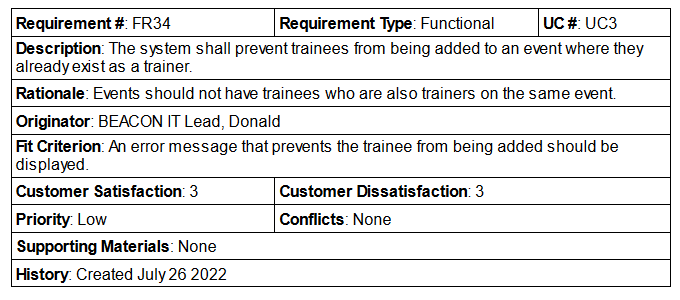 Requirement #: FR34 Requirement Type: Functional UC #: UC3
Description: The system shall prevent trainees from being added to an event where they
already exist as a trainer.
Rationale: Events should not have trainees who are also trainers on the same event.
Originator: BEACON IT Lead, Donald
Fit Criterion: An error message that prevents the trainee from being added should be
displayed.
Customer Satisfaction: 3 Customer Dissatisfaction: 3
Priority: Low Conflicts: None
Supporting Materials: None
History: Created July 26 2022